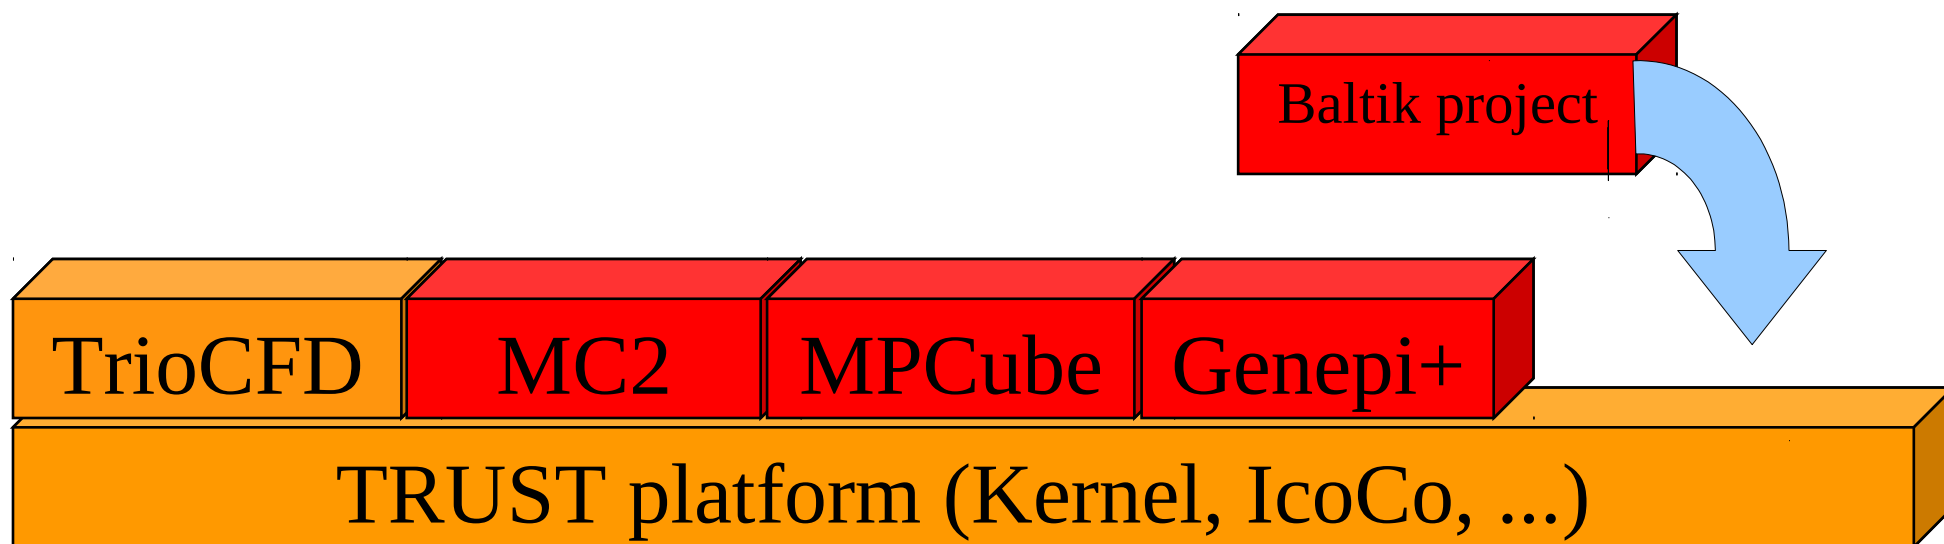 Baltik project
TrioCFD MC2 MPCube Genepi+
TRUST platform (Kernel, IcoCo, ...)